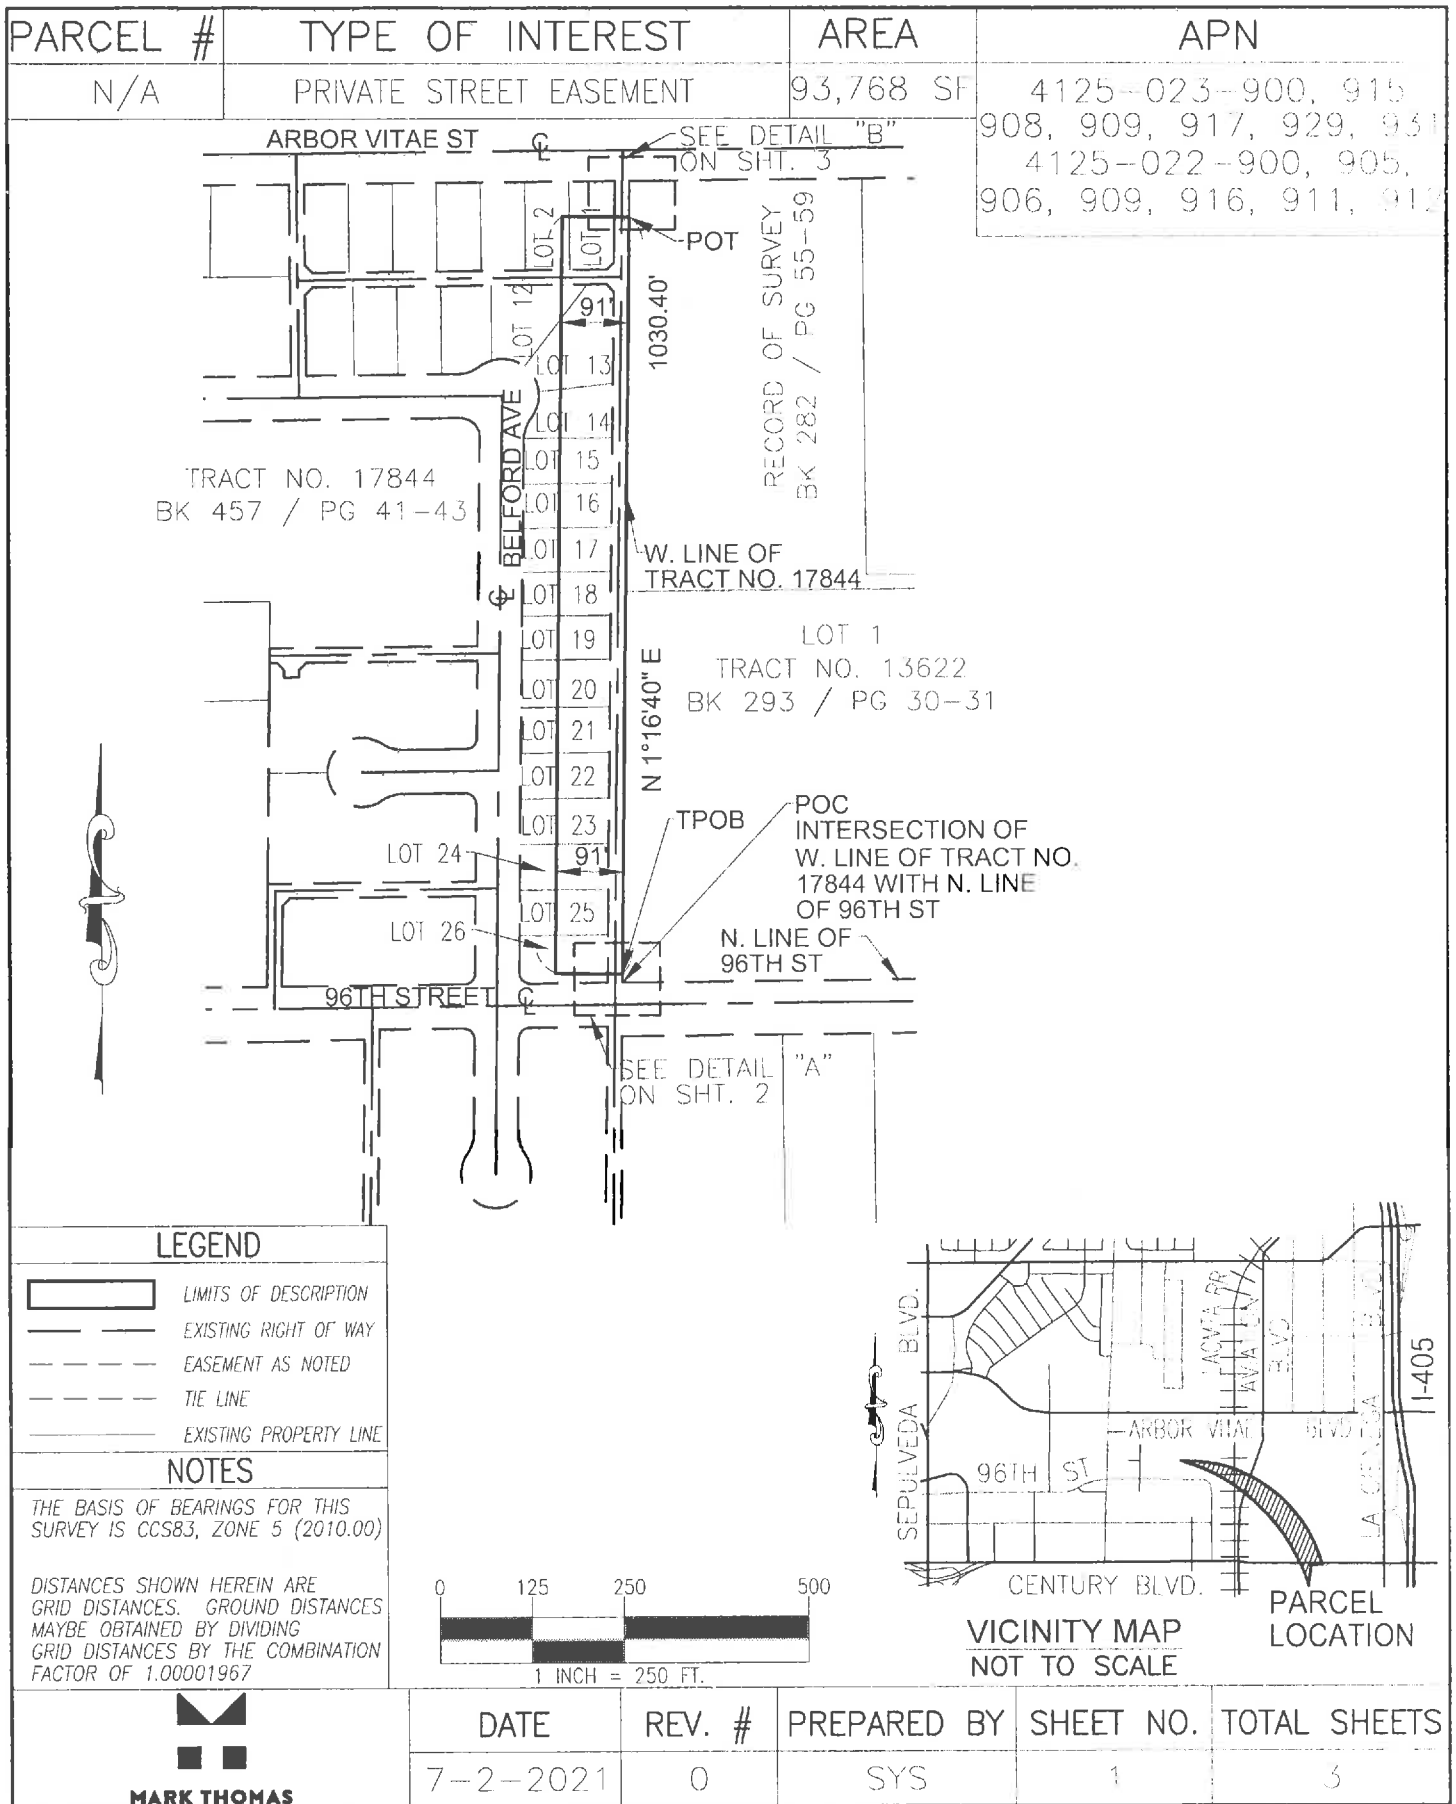 PARCEL # TYPE OF INTEREST AREA APN
N/A PRIVATE STREET EASEMENT 93,768 SF 4125-023-900, 915
908, 909, 917, 929, 931
4125-022-900, 905,
906, 909, 916, 911, 912
ARBOR VITAE ST
SEE DETAIL "B"
ON SHT. 3
LOT 2
LOT 1
POT
LOT 12
91'
1030.40'
RECORD OF SURVEY
BK 282 / PG 55-59
LOT 13
LOT 14
LOT 15
LOT 16
LOT 17
LOT 18
LOT 19
LOT 20
LOT 21
LOT 22
LOT 23
BELFORD AVE
TRACT NO. 17844
BK 457 / PG 41-43
W. LINE OF
TRACT NO. 17844
LOT 1
TRACT NO. 13622
BK 293 / PG 30-31
N 1°16'40" E
TPOB
POC
INTERSECTION OF
W. LINE OF TRACT NO.
17844 WITH N. LINE
OF 96TH ST
LOT 24
91'
LOT 25
LOT 26
N. LINE OF
96TH ST
96TH STREET
SEE DETAIL "A"
ON SHT. 2
LEGEND
LIMITS OF DESCRIPTION
EXISTING RIGHT OF WAY
EASEMENT AS NOTED
TIE LINE
EXISTING PROPERTY LINE
NOTES
THE BASIS OF BEARINGS FOR THIS
SURVEY IS CCS83, ZONE 5 (2010.00)
DISTANCES SHOWN HEREIN ARE
GRID DISTANCES. GROUND DISTANCES
MAYBE OBTAINED BY DIVIDING
GRID DISTANCES BY THE COMBINATION
FACTOR OF 1.00001967
0 125 250 500
1 INCH = 250 FT.
SEPULVEDA BLVD.
AVIATION
BLVD
LA CIENEGA
BLVD
I-405
ARBOR VITAE BLVD
96TH ST
CENTURY BLVD.
PARCEL
LOCATION
VICINITY MAP
NOT TO SCALE
MARK THOMAS
DATE REV. # PREPARED BY SHEET NO. TOTAL SHEETS
7-2-2021 0 SYS 1 3